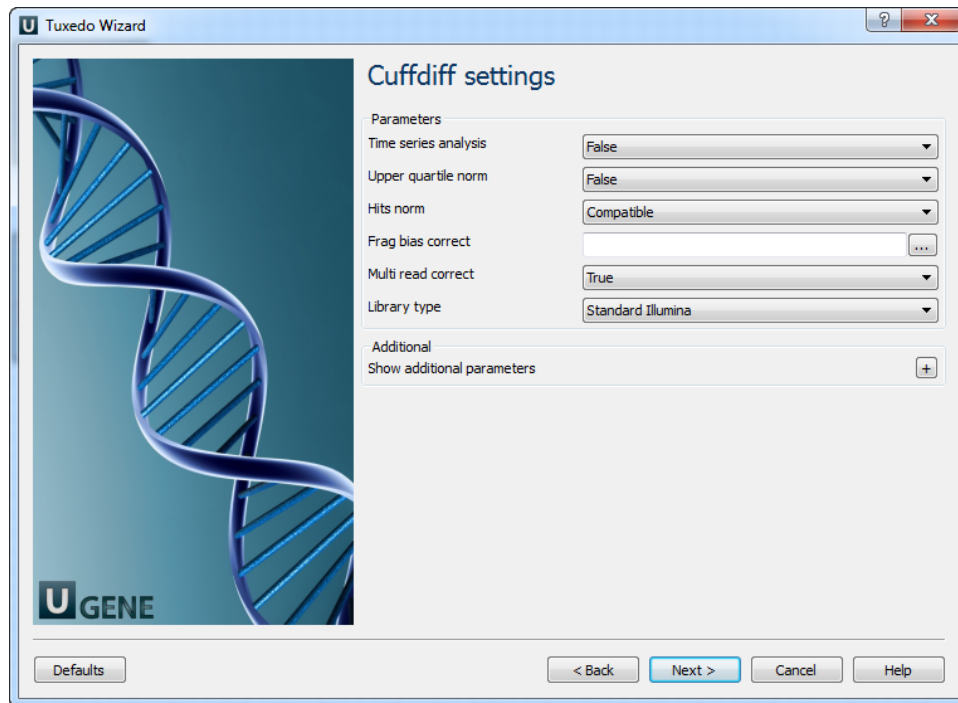 U Tuxedo Wizard
?
X
Cuffdiff settings
Parameters
Time series analysis False
Upper quartile norm False
Hits norm Compatible
Frag bias correct ...
Multi read correct True
Library type Standard Illumina
Additional
Show additional parameters +
U GENE
Defaults < Back Next > Cancel Help